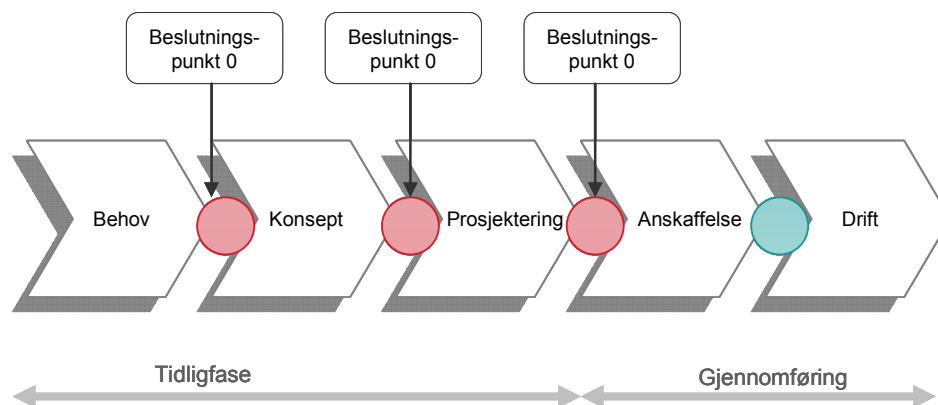 Beslutnings-
punkt 0
Beslutnings-
punkt 0
Beslutnings-
punkt 0
Behov
Konsept
Prosjektering
Anskaffelse
Drift
Tidligfase
Gjennomføring